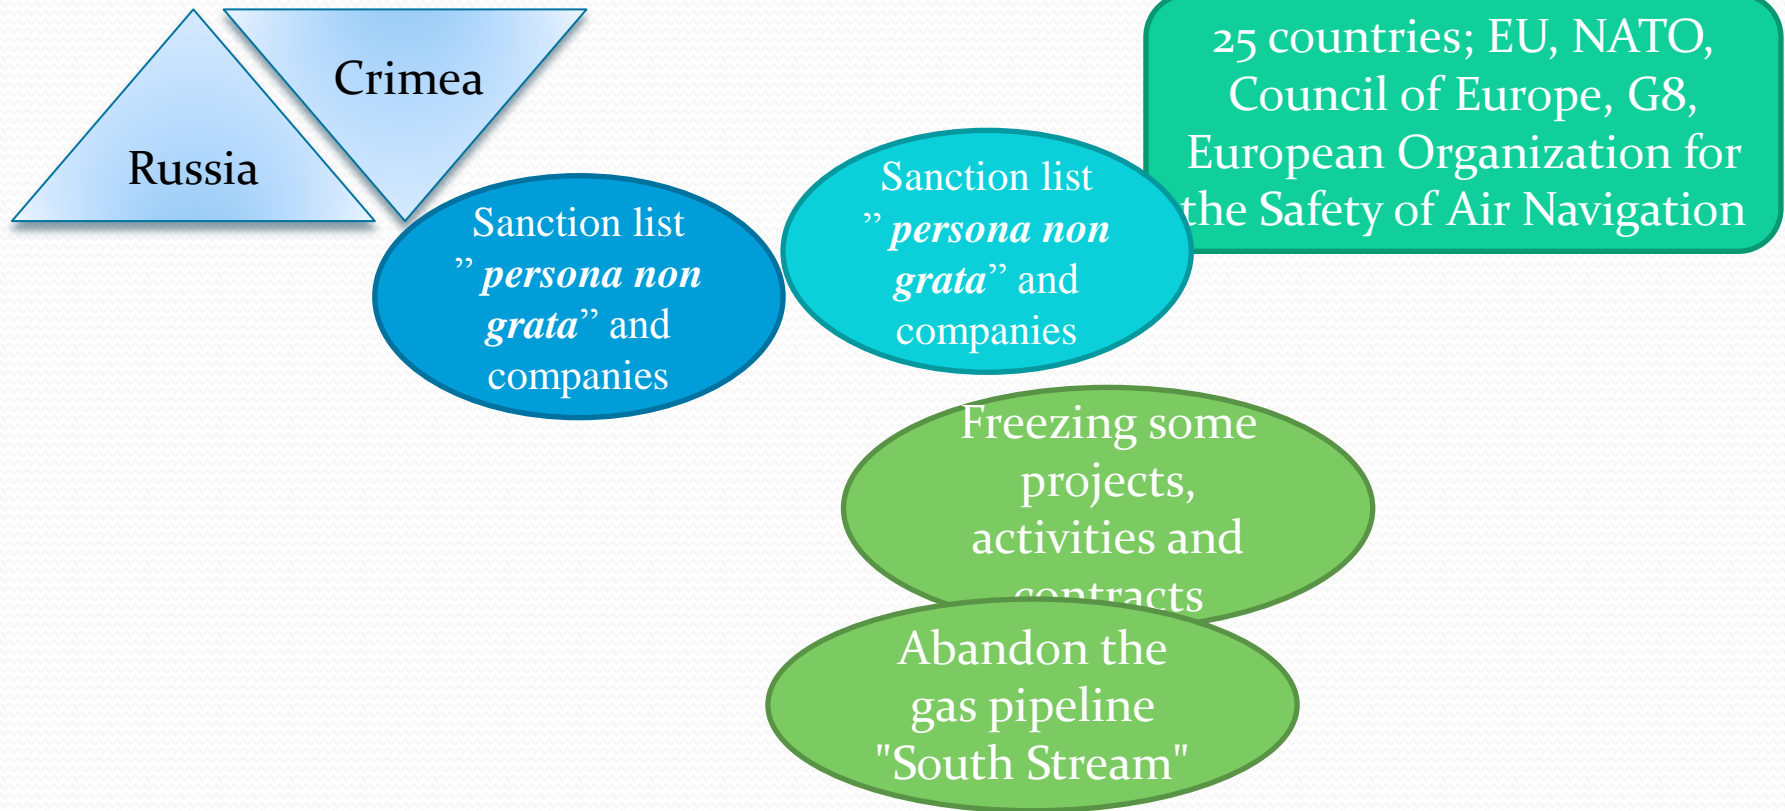 Crimea
Russia
25 countries; EU, NATO,
Council of Europe, G8,
European Organization for
the Safety of Air Navigation
Sanction list
” persona non
grata” and
companies
Sanction list
” persona non
grata” and
companies
Freezing some
projects,
activities and
contracts
Abandon the
gas pipeline
"South Stream"